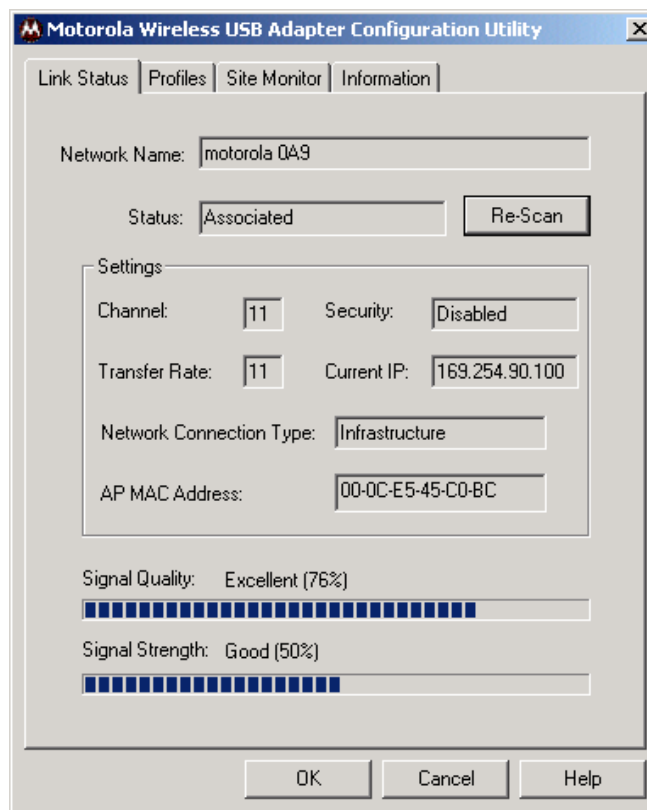 Motorola Wireless USB Adapter Configuration Utility
Link Status Profiles Site Monitor Information
Network Name: motorola 0A9
Status: Associated Re-Scan
Settings
Channel: 11 Security: Disabled
Transfer Rate: 11 Current IP: 169.254.90.100
Network Connection Type: Infrastructure
AP MAC Address: 00-0C-E5-45-C0-BC
Signal Quality: Excellent (76%)
Signal Strength: Good (50%)
OK Cancel Help